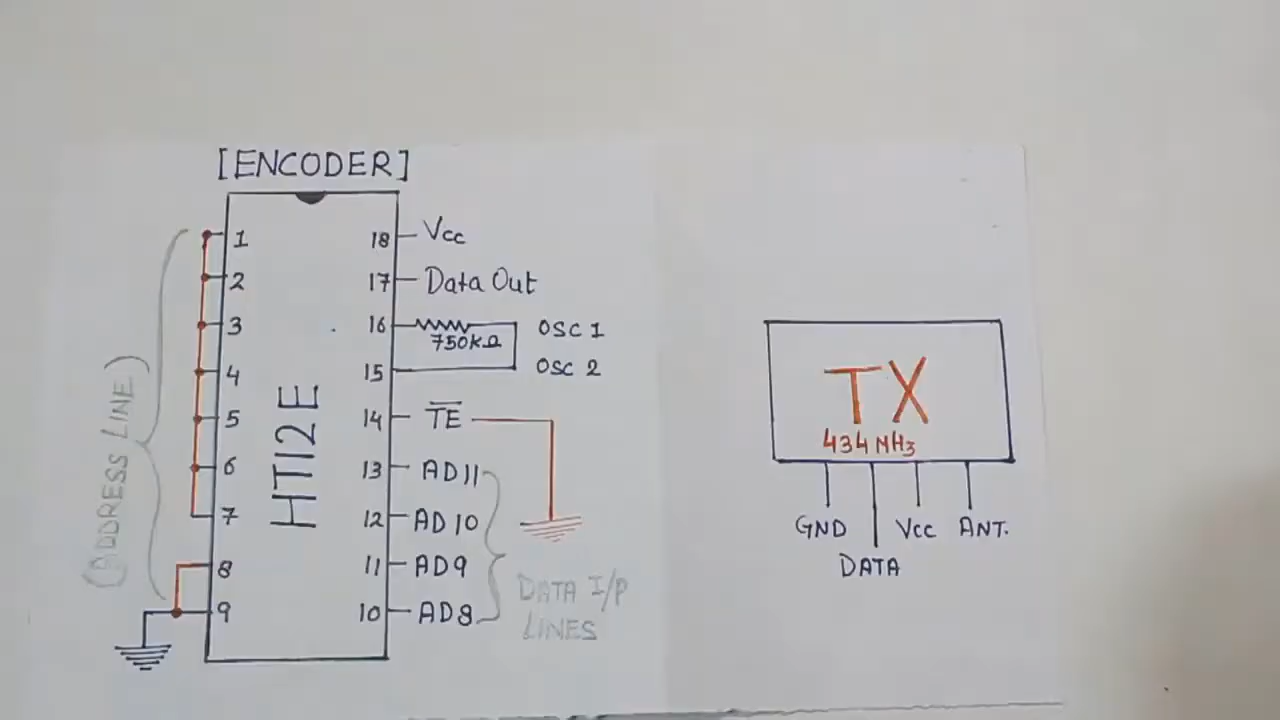 [ENCODER]
1
2
3
4
5
6
7
8
9
(ADDRESS LINE)
HT12E
18 Vcc
17 Data Out
16 750KΩ OSC 1
15 OSC 2
14 TE
13 AD11
12 AD10
11 AD9
10 AD8
DATA I/P
LINES
TX
434 MHz
GND
DATA
Vcc
ANT.